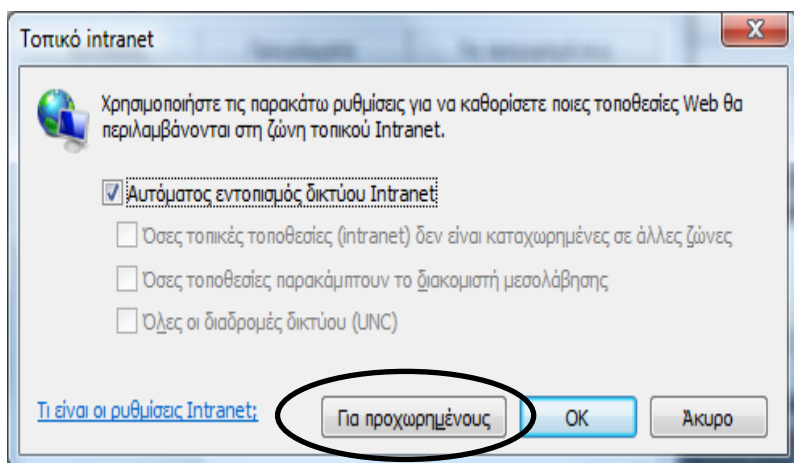 Τοπικό intranet
Χρησιμοποιήστε τις παρακάτω ρυθμίσεις για να καθορίσετε ποιες τοποθεσίες Web θα
περιλαμβάνονται στη ζώνη τοπικού Intranet.
Αυτόματος εντοπισμός δικτύου Intranet
Όσες τοπικές τοποθεσίες (intranet) δεν είναι καταχωρημένες σε άλλες ζώνες
Όσες τοποθεσίες παρακάμπτουν το διακομιστή μεσολάβησης
Όλες οι διαδρομές δικτύου (UNC)
Τι είναι οι ρυθμίσεις Intranet;
Για προχωρημένους
OK
Άκυρο